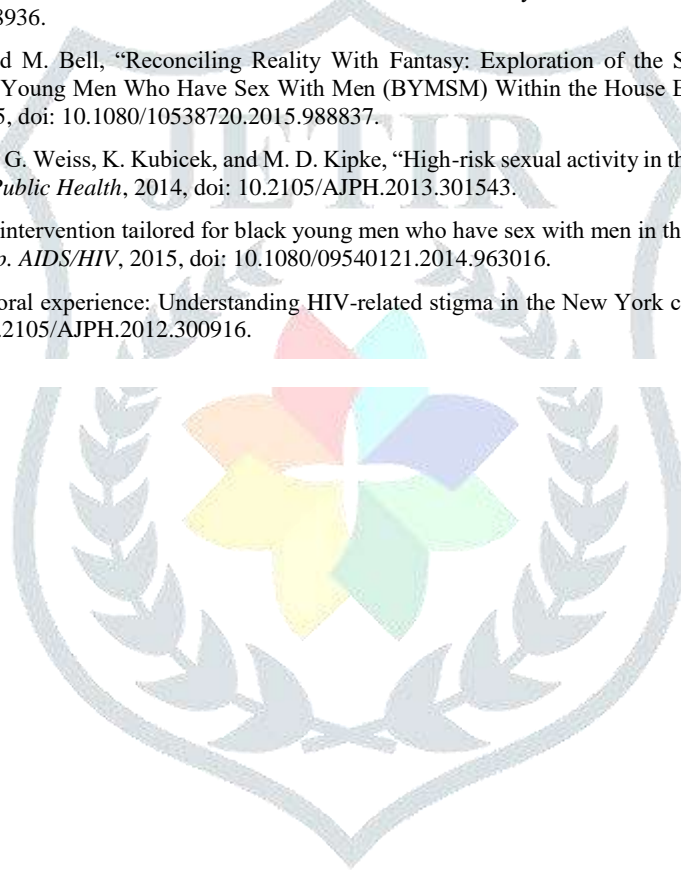 8936.
d M. Bell, “Reconciling Reality With Fantasy: Exploration of the S
Young Men Who Have Sex With Men (BYMSM) Within the House B
5, doi: 10.1080/10538720.2015.988837.
G. Weiss, K. Kubicek, and M. D. Kipke, “High-risk sexual activity in th
Public Health, 2014, doi: 10.2105/AJPH.2013.301543.
intervention tailored for black young men who have sex with men in th
p. AIDS/HIV, 2015, doi: 10.1080/09540121.2014.963016.
oral experience: Understanding HIV-related stigma in the New York c
.2105/AJPH.2012.300916.
JETIR